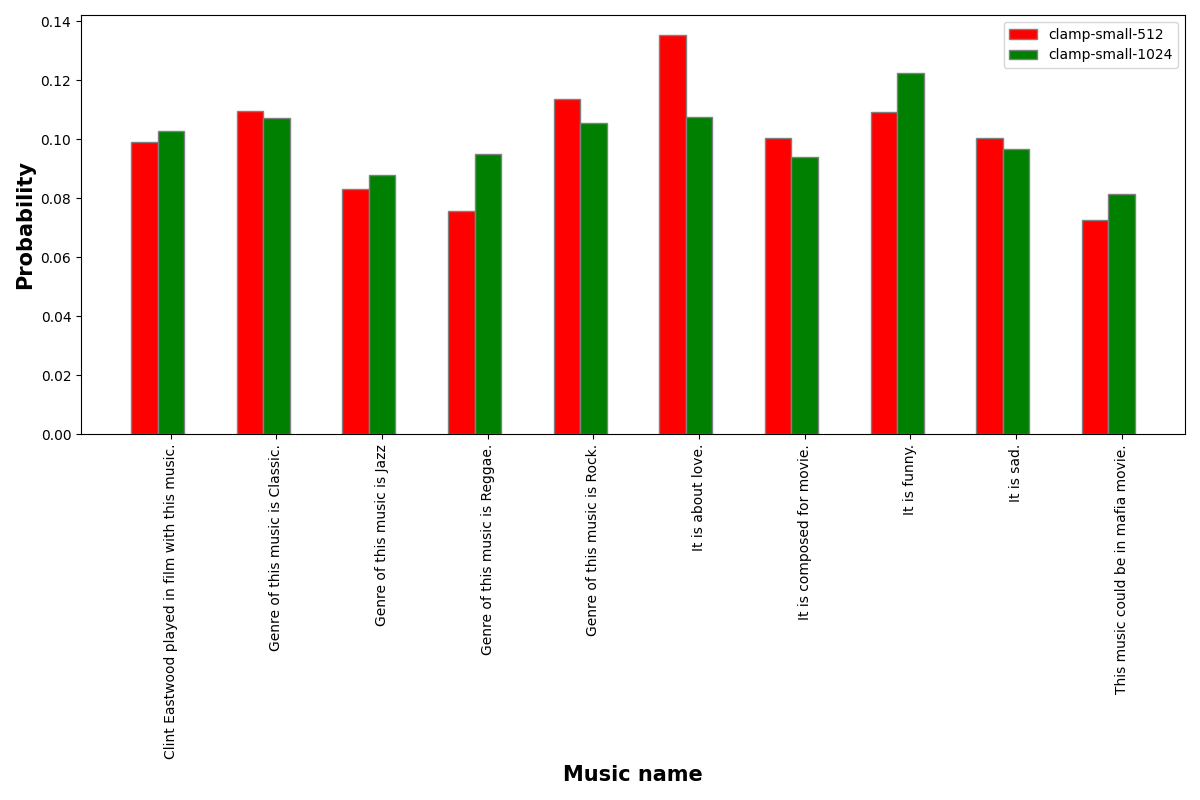 clamp-small-512
clamp-small-1024
Probability
0.14
0.12
0.10
0.08
0.06
0.04
0.02
0.00
Clint Eastwood played in film with this music.
Genre of this music is Classic.
Genre of this music is Jazz
Genre of this music is Reggae.
Genre of this music is Rock.
It is about love.
It is composed for movie.
It is funny.
It is sad.
This music could be in mafia movie.
Music name